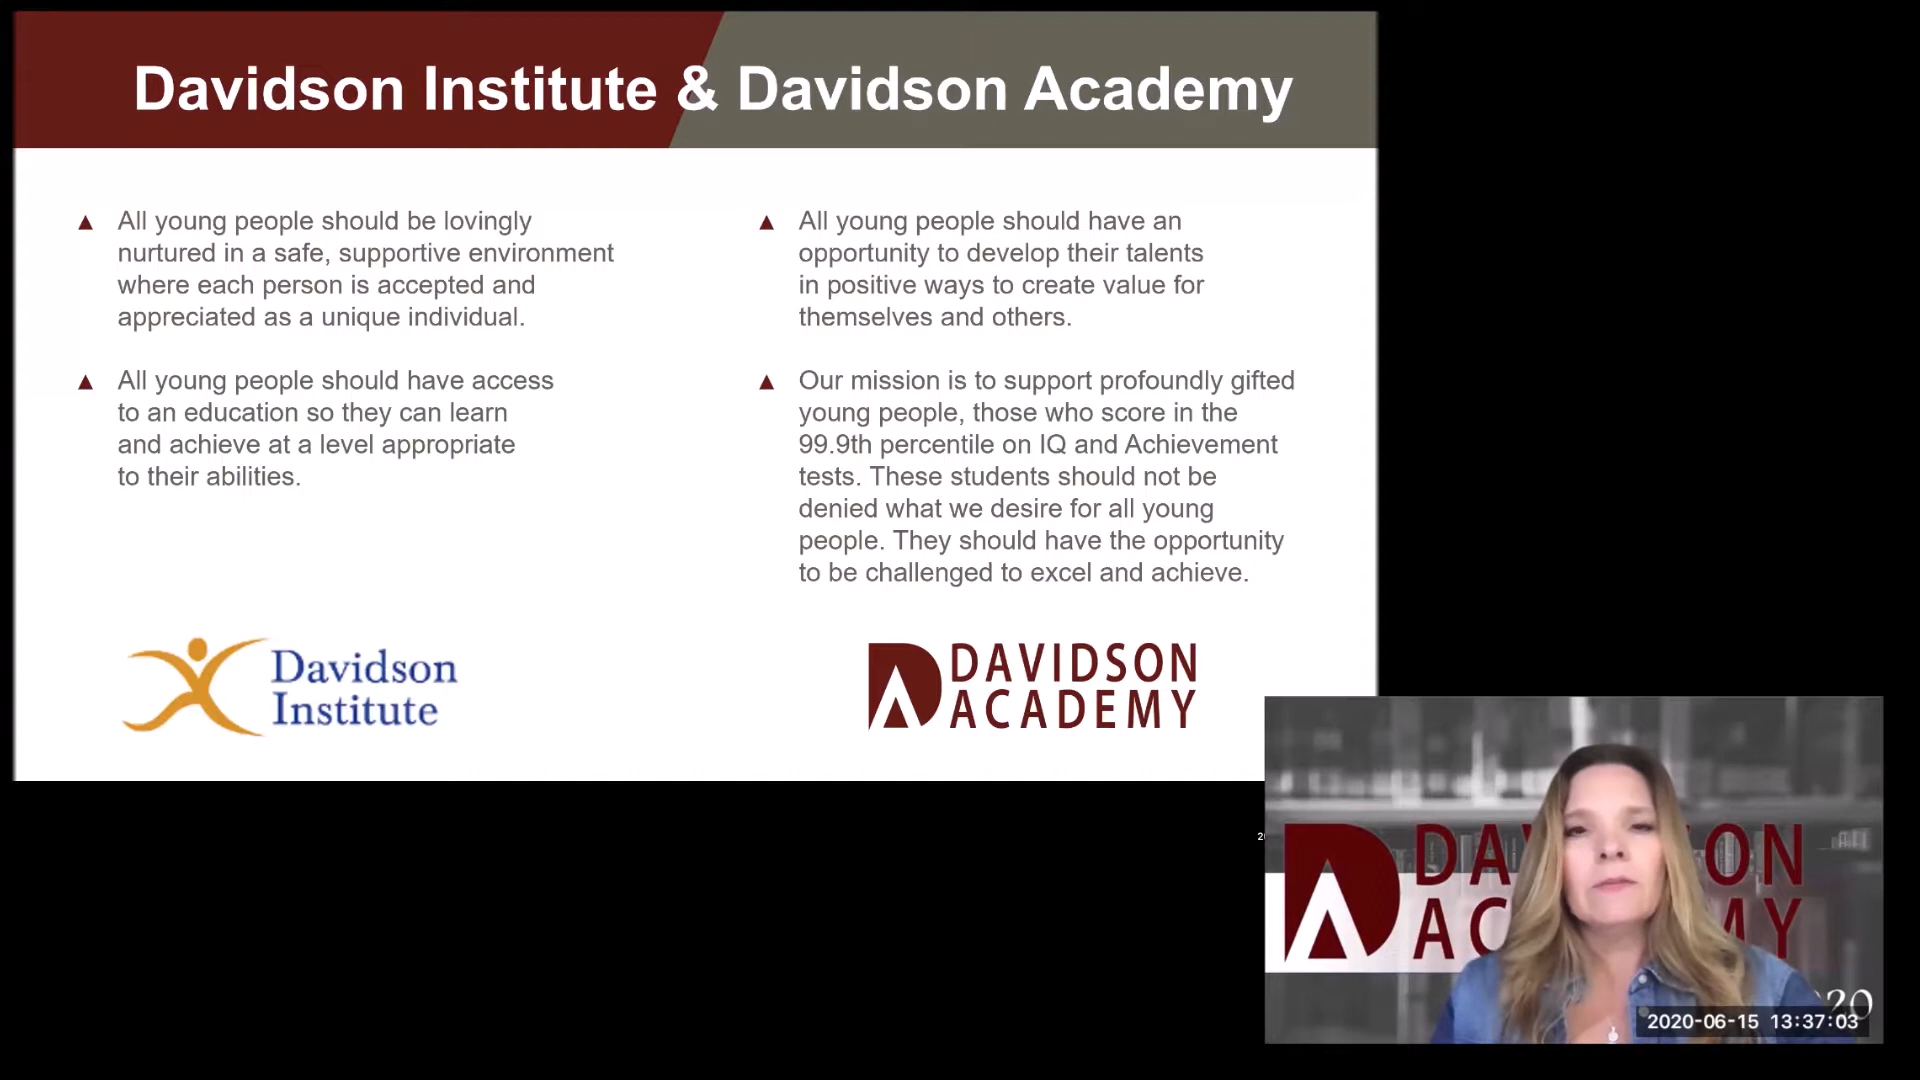 Davidson Institute & Davidson Academy
▲ All young people should be lovingly
nurtured in a safe, supportive environment
where each person is accepted and
appreciated as a unique individual.
▲ All young people should have access
to an education so they can learn
and achieve at a level appropriate
to their abilities.
▲ All young people should have an
opportunity to develop their talents
in positive ways to create value for
themselves and others.
▲ Our mission is to support profoundly gifted
young people, those who score in the
99.9th percentile on IQ and Achievement
tests. These students should not be
denied what we desire for all young
people. They should have the opportunity
to be challenged to excel and achieve.
Davidson
Institute
DAVIDSON
ACADEMY
2020-06-15 13:37:03